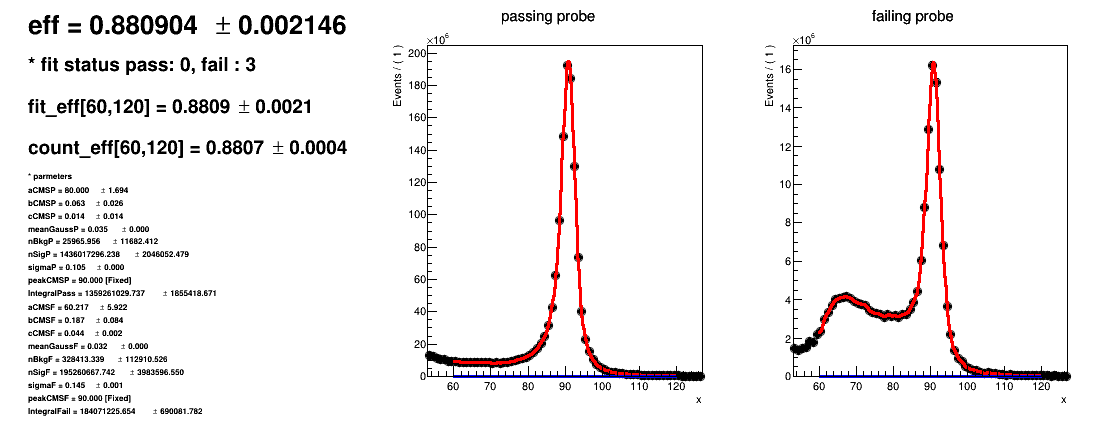 eff = 0.880904 ± 0.002146
* fit status pass: 0, fail : 3
fit_eff[60,120] = 0.8809 ± 0.0021
count_eff[60,120] = 0.8807 ± 0.0004
* parmeters
aCMSP = 80.000 ± 1.694
bCMSP = 0.063 ± 0.026
cCMSP = 0.014 ± 0.014
meanGaussP = 0.035 ± 0.000
nBkgP = 25965.956 ± 11682.412
nSigP = 1436017296.238 ± 2046052.479
sigmaP = 0.105 ± 0.000
peakCMSP = 90.000 [Fixed]
IntegralPass = 1359261029.737 ± 1855418.671
aCMSF = 60.217 ± 5.922
bCMSF = 0.187 ± 0.084
cCMSF = 0.044 ± 0.002
meanGaussF = 0.032 ± 0.000
nBkgF = 328413.339 ± 112910.526
nSigF = 195260667.742 ± 3983596.550
sigmaF = 0.145 ± 0.001
peakCMSF = 90.000 [Fixed]
IntegralFail = 184071225.654 ± 690081.782
passing probe
×10⁶
Events / ( 1 )
200
180
160
140
120
100
80
60
40
20
0
60 70 80 90 100 110 120
x
failing probe
×10⁶
Events / ( 1 )
16
14
12
10
8
6
4
2
0
60 70 80 90 100 110 120
x